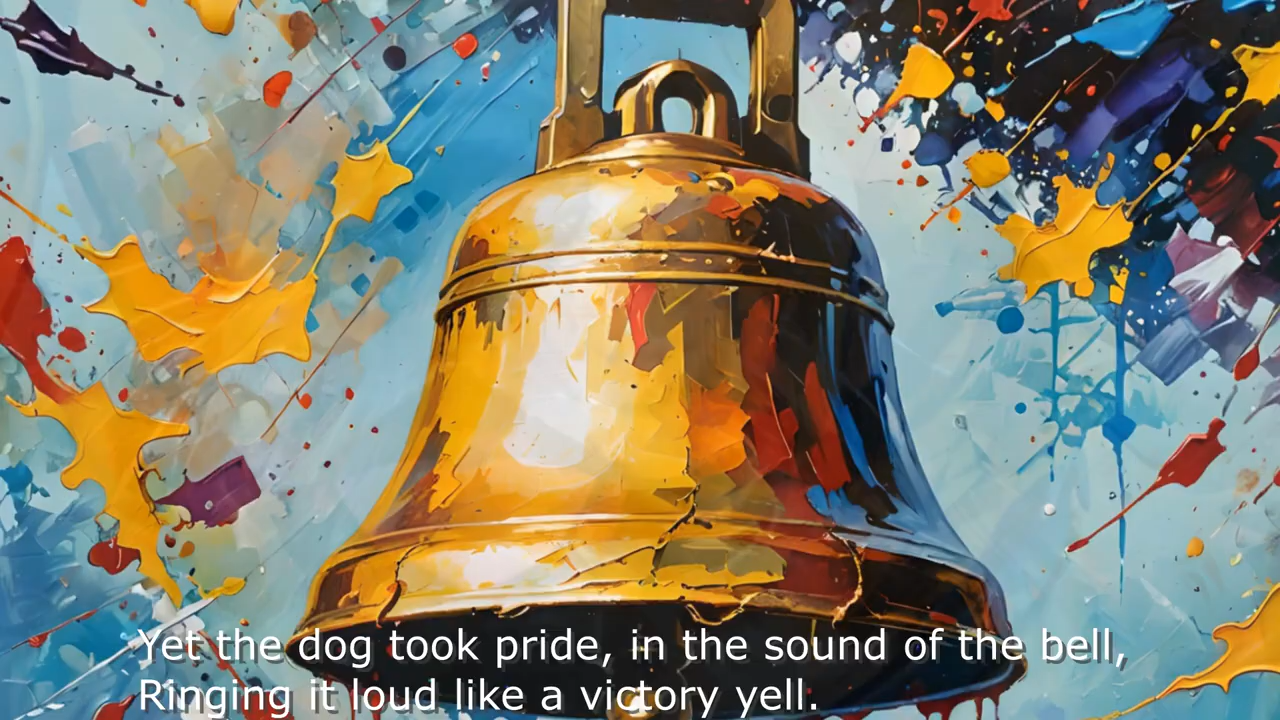 Yet the dog took pride, in the sound of the bell,
Ringing it loud like a victory yell.